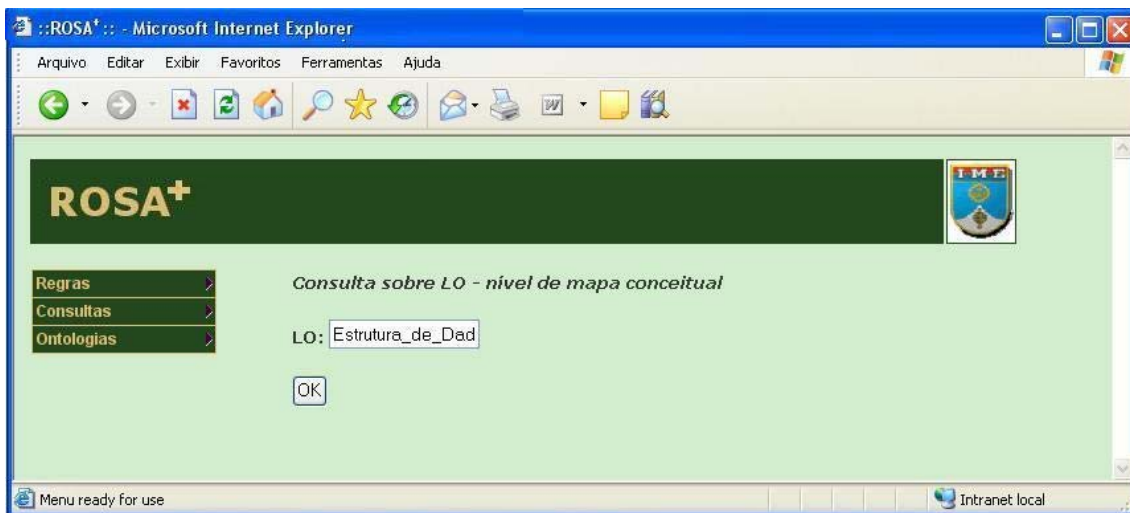 ::ROSA⁺:: - Microsoft Internet Explorer
Arquivo Editar Exibir Favoritos Ferramentas Ajuda
W
ROSA⁺
I M E
Regras
Consultas
Ontologias
Consulta sobre LO - nível de mapa conceitual
LO: Estrutura_de_Dad
OK
Menu ready for use
Intranet local